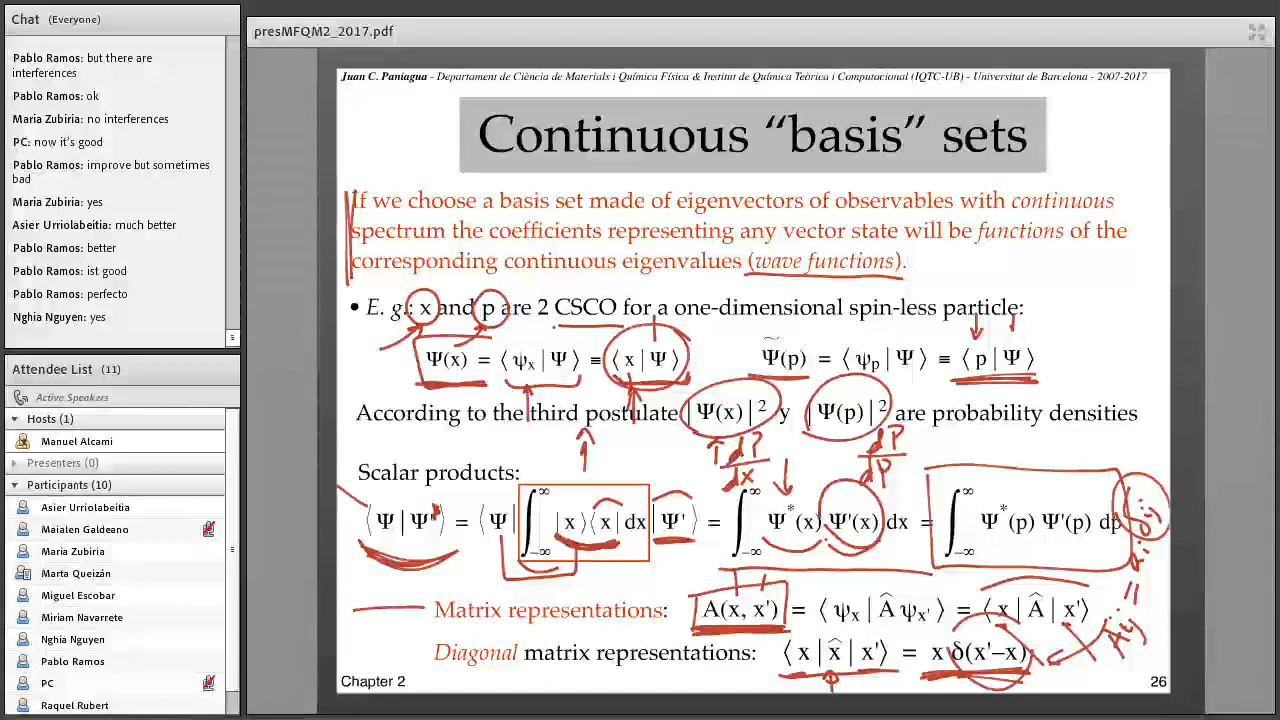 Chat (Everyone)
Pablo Ramos: but there are
interferences
Pablo Ramos: ok
Maria Zubiria: no interferences
PC: now it's good
Pablo Ramos: improve but sometimes
bad
Maria Zubiria: yes
Asier Urriolabeitia: much better
Pablo Ramos: better
Pablo Ramos: ist good
Pablo Ramos: perfecto
Nghia Nguyen: yes
Attendee List (11)
Active Speakers
Hosts (1)
Manuel Alcami
Presenters (0)
Participants (10)
Asier Urriolabeitia
Maialen Galdeano
Maria Zubiria
Marta Queizán
Miguel Escobar
Miriam Navarrete
Nghia Nguyen
Pablo Ramos
PC
Raquel Rubert
presMFQM2_2017.pdf
Juan C. Paniagua - Departament de Ciència de Materials i Química Física & Institut de Química Teòrica i Computacional (IQTC-UB) - Universitat de Barcelona - 2007-2017
Continuous “basis” sets
If we choose a basis set made of eigenvectors of observables with continuous
spectrum the coefficients representing any vector state will be functions of the
corresponding continuous eigenvalues (wave functions).
• E. g.: x and p are 2 CSCO for a one-dimensional spin-less particle:
Ψ(x) = ⟨ ψₓ | Ψ ⟩ ≡ ⟨ x | Ψ ⟩ Ψ̃(p) = ⟨ ψₚ | Ψ ⟩ ≡ ⟨ p | Ψ ⟩
According to the third postulate |Ψ(x)|² y |Ψ(p)|² are probability densities
dP/dx dP/dP
Scalar products:
⟨Ψ|Ψ'⟩ = ⟨Ψ| ∫_−∞^∞ |x⟩⟨x| dx |Ψ'⟩ = ∫_−∞^∞ Ψ*(x) Ψ'(x) dx = ∫_−∞^∞ Ψ*(p) Ψ'(p) dp
Matrix representations: A(x, x') = ⟨ ψₓ | Â ψₓ' ⟩ = ⟨ x | Â | x' ⟩
Diagonal matrix representations: ⟨ x | x̂ | x' ⟩ = x δ(x'–x)
Aij = ai δij
Chapter 2
26